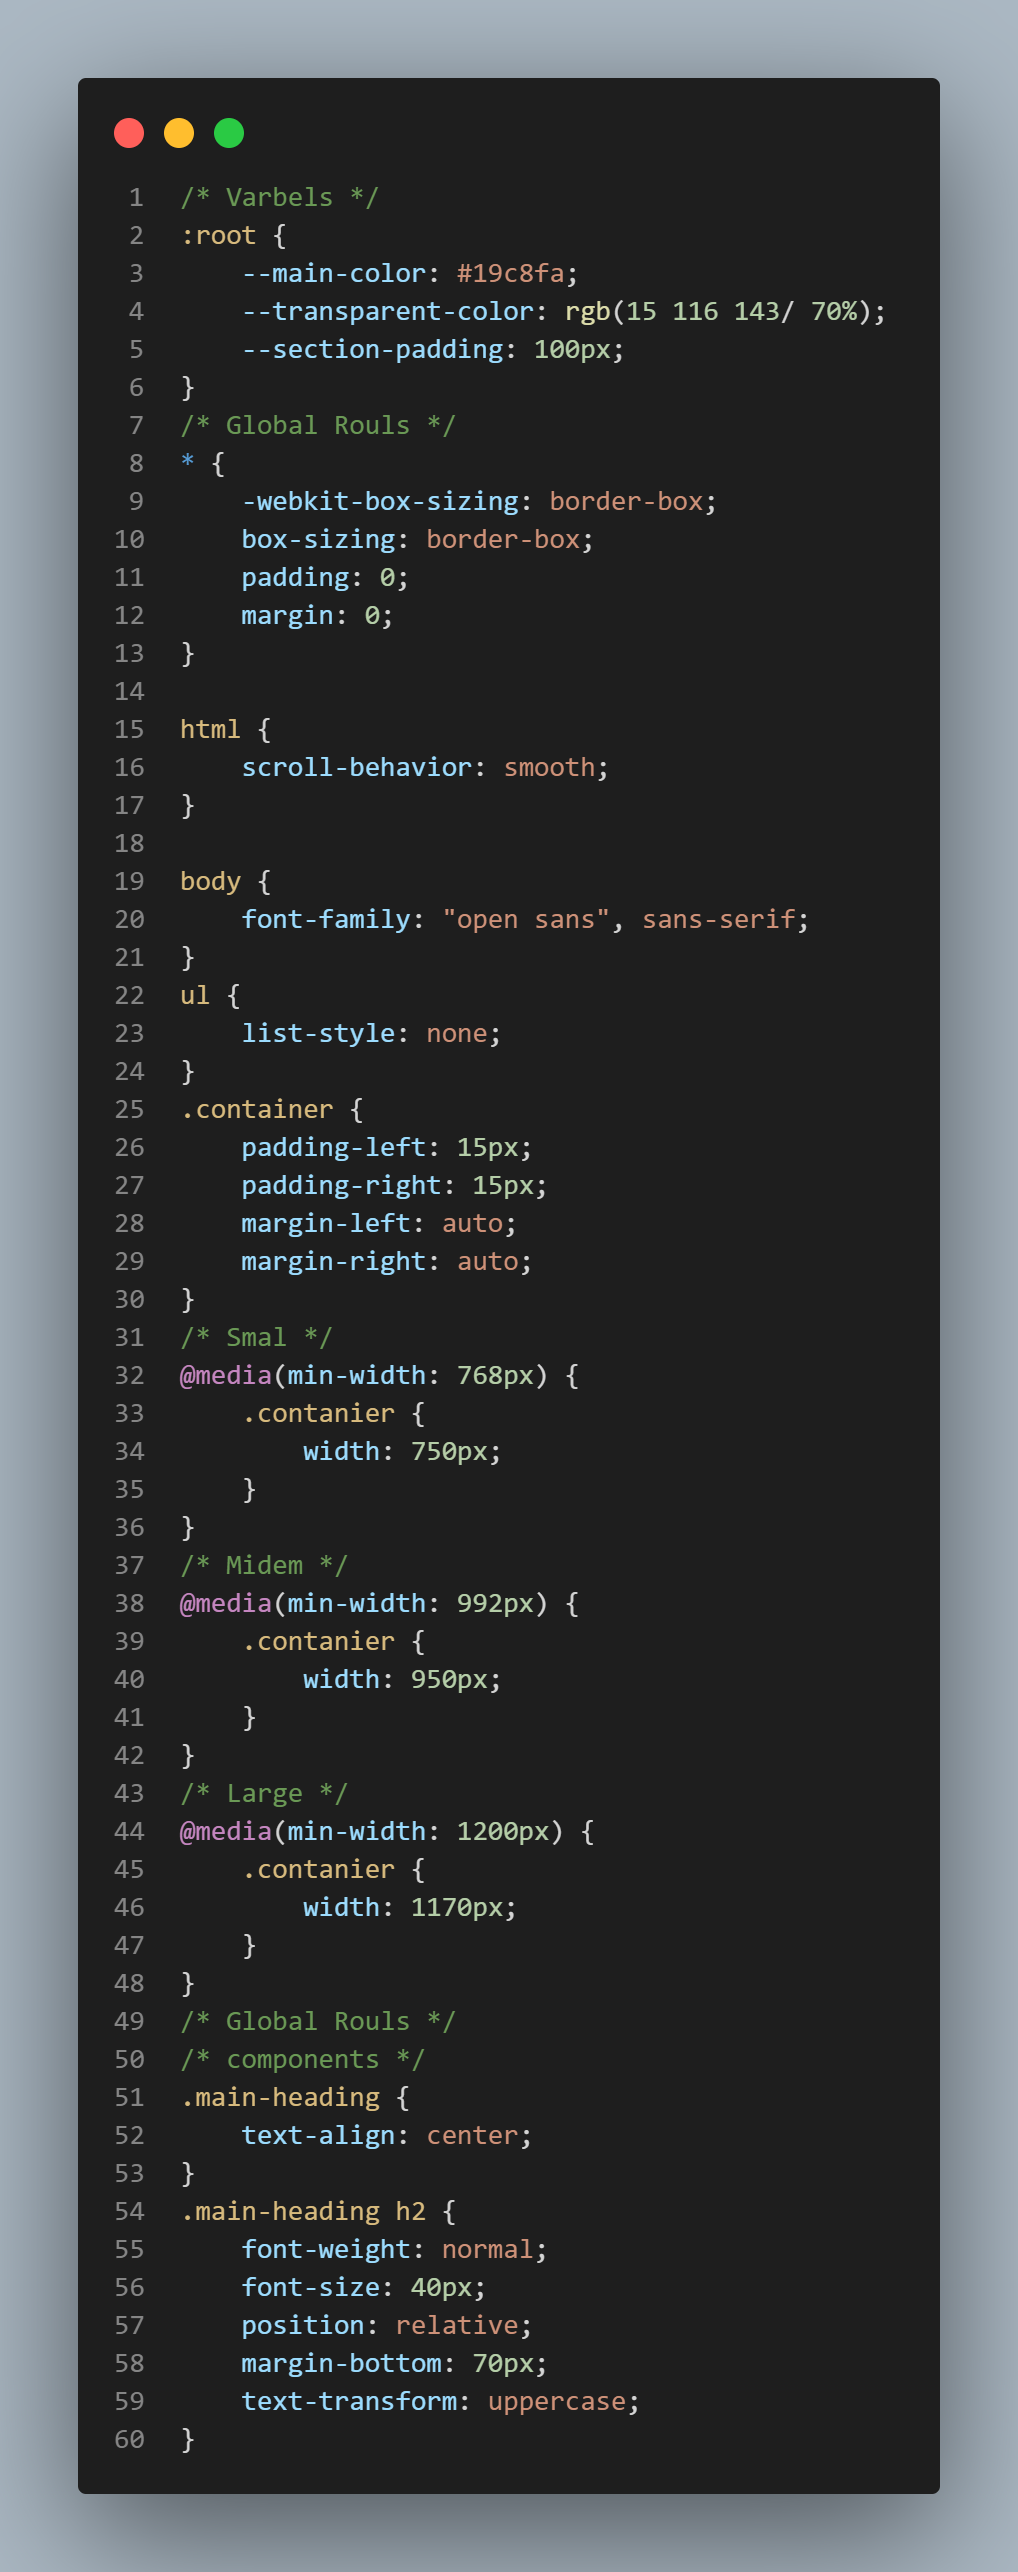 1 /* Varbels */
2 :root {
3     --main-color: #19c8fa;
4     --transparent-color: rgb(15 116 143/ 70%);
5     --section-padding: 100px;
6 }
7 /* Global Rouls */
8 * {
9     -webkit-box-sizing: border-box;
10     box-sizing: border-box;
11     padding: 0;
12     margin: 0;
13 }
14
15 html {
16     scroll-behavior: smooth;
17 }
18
19 body {
20     font-family: "open sans", sans-serif;
21 }
22 ul {
23     list-style: none;
24 }
25 .container {
26     padding-left: 15px;
27     padding-right: 15px;
28     margin-left: auto;
29     margin-right: auto;
30 }
31 /* Smal */
32 @media(min-width: 768px) {
33     .contanier {
34         width: 750px;
35     }
36 }
37 /* Midem */
38 @media(min-width: 992px) {
39     .contanier {
40         width: 950px;
41     }
42 }
43 /* Large */
44 @media(min-width: 1200px) {
45     .contanier {
46         width: 1170px;
47     }
48 }
49 /* Global Rouls */
50 /* components */
51 .main-heading {
52     text-align: center;
53 }
54 .main-heading h2 {
55     font-weight: normal;
56     font-size: 40px;
57     position: relative;
58     margin-bottom: 70px;
59     text-transform: uppercase;
60 }